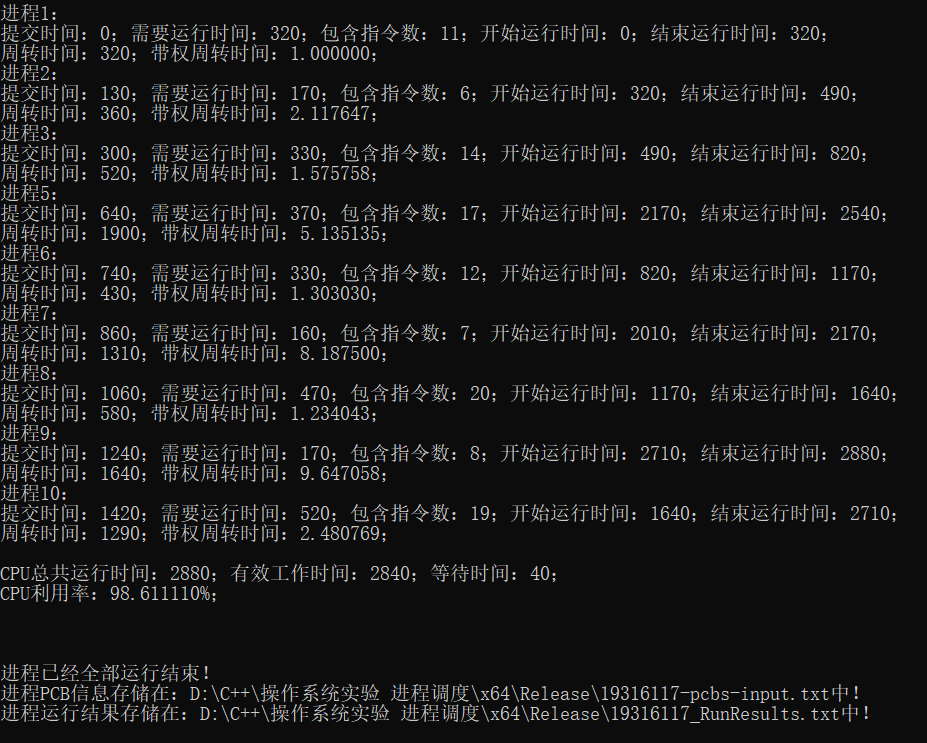 进程1:
提交时间: 0; 需要运行时间: 320; 包含指令数: 11; 开始运行时间: 0; 结束运行时间: 320;
周转时间: 320; 带权周转时间: 1.000000;
进程2:
提交时间: 130; 需要运行时间: 170; 包含指令数: 6; 开始运行时间: 320; 结束运行时间: 490;
周转时间: 360; 带权周转时间: 2.117647;
进程3:
提交时间: 300; 需要运行时间: 330; 包含指令数: 14; 开始运行时间: 490; 结束运行时间: 820;
周转时间: 520; 带权周转时间: 1.575758;
进程5:
提交时间: 640; 需要运行时间: 370; 包含指令数: 17; 开始运行时间: 2170; 结束运行时间: 2540;
周转时间: 1900; 带权周转时间: 5.135135;
进程6:
提交时间: 740; 需要运行时间: 330; 包含指令数: 12; 开始运行时间: 820; 结束运行时间: 1170;
周转时间: 430; 带权周转时间: 1.303030;
进程7:
提交时间: 860; 需要运行时间: 160; 包含指令数: 7; 开始运行时间: 2010; 结束运行时间: 2170;
周转时间: 1310; 带权周转时间: 8.187500;
进程8:
提交时间: 1060; 需要运行时间: 470; 包含指令数: 20; 开始运行时间: 1170; 结束运行时间: 1640;
周转时间: 580; 带权周转时间: 1.234043;
进程9:
提交时间: 1240; 需要运行时间: 170; 包含指令数: 8; 开始运行时间: 2710; 结束运行时间: 2880;
周转时间: 1640; 带权周转时间: 9.647058;
进程10:
提交时间: 1420; 需要运行时间: 520; 包含指令数: 19; 开始运行时间: 1640; 结束运行时间: 2710;
周转时间: 1290; 带权周转时间: 2.480769;
CPU总共运行时间: 2880; 有效工作时间: 2840; 等待时间: 40;
CPU利用率: 98.611110%;
进程已经全部运行结束!
进程PCB信息存储在: D:\C++\操作系统实验 进程调度\x64\Release\19316117-pcbs-input.txt中!
进程运行结果存储在: D:\C++\操作系统实验 进程调度\x64\Release\19316117_RunResults.txt中!